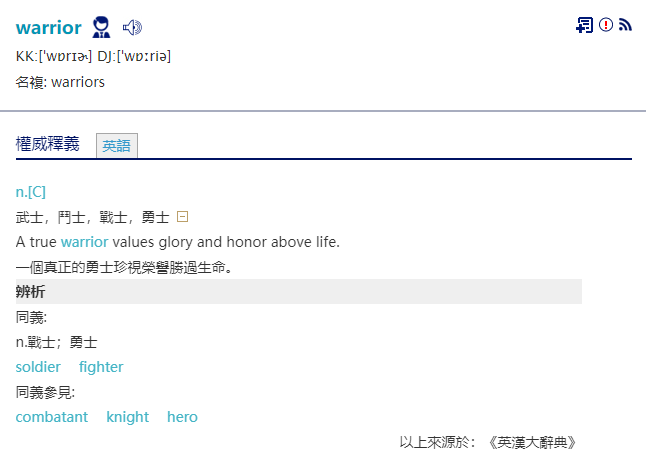 warrior
KK:[ˈwɒrɪɚ] DJ:[ˈwɒːriə]
名複: warriors
權威釋義 英語
n.[C]
武士，鬥士，戰士，勇士
A true warrior values glory and honor above life.
一個真正的勇士珍視榮譽勝過生命。
辨析
同義:
n.戰士；勇士
soldier fighter
同義參見:
combatant knight hero
以上來源於：《英漢大辭典》